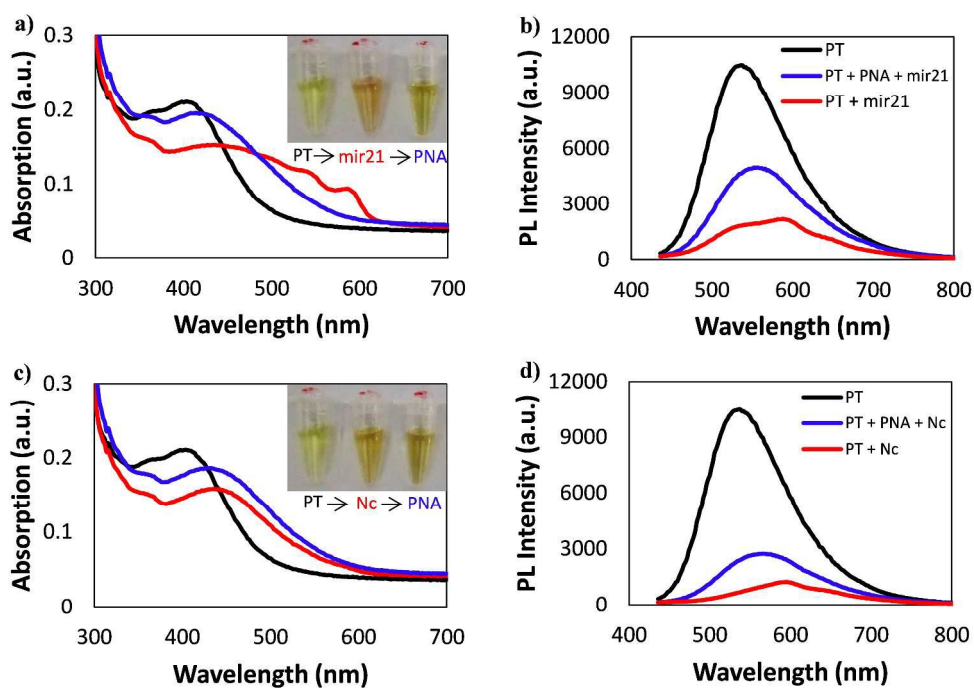 a)
0.3
0.2
0.1
0
Absorption (a.u.)
PT → mir21 → PNA
300 400 500 600 700
Wavelength (nm)
b)
12000
9000
6000
3000
0
PL Intensity (a.u.)
PT
PT + PNA + mir21
PT + mir21
400 500 600 700 800
Wavelength (nm)
c)
0.3
0.2
0.1
0
Absorption (a.u.)
PT → Nc → PNA
300 400 500 600 700
Wavelength (nm)
d)
12000
9000
6000
3000
0
PL Intensity (a.u.)
PT
PT + PNA + Nc
PT + Nc
400 500 600 700 800
Wavelength (nm)